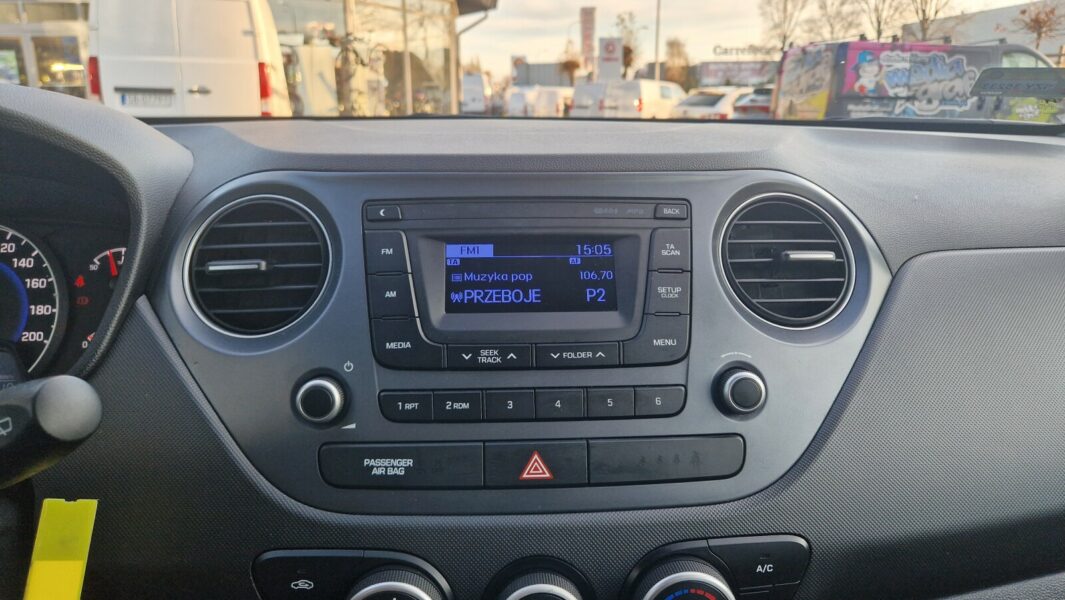 Carrefour
FM1 15:05
TA AF
Muzyka pop 106.70
PRZEBOJE P2
BACK
FM
AM
MEDIA
TA
SCAN
SETUP
CLOCK
MENU
SEEK
TRACK
FOLDER
1 RPT 2 RDM 3 4 5 6
PASSENGER
AIR BAG
A/C
120
140
160
180
200